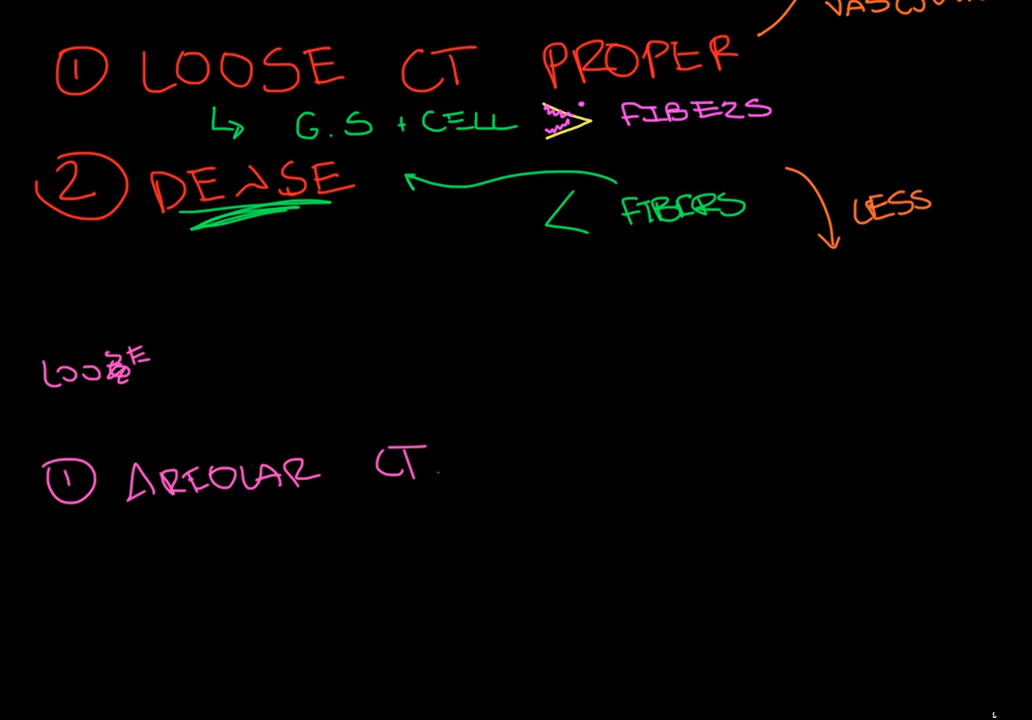 ① LOOSE CT PROPER
↳ G.S + CELL > FIBERS
② DENSE
< FIBERS
LESS
LOOSE
① AREOLAR CT